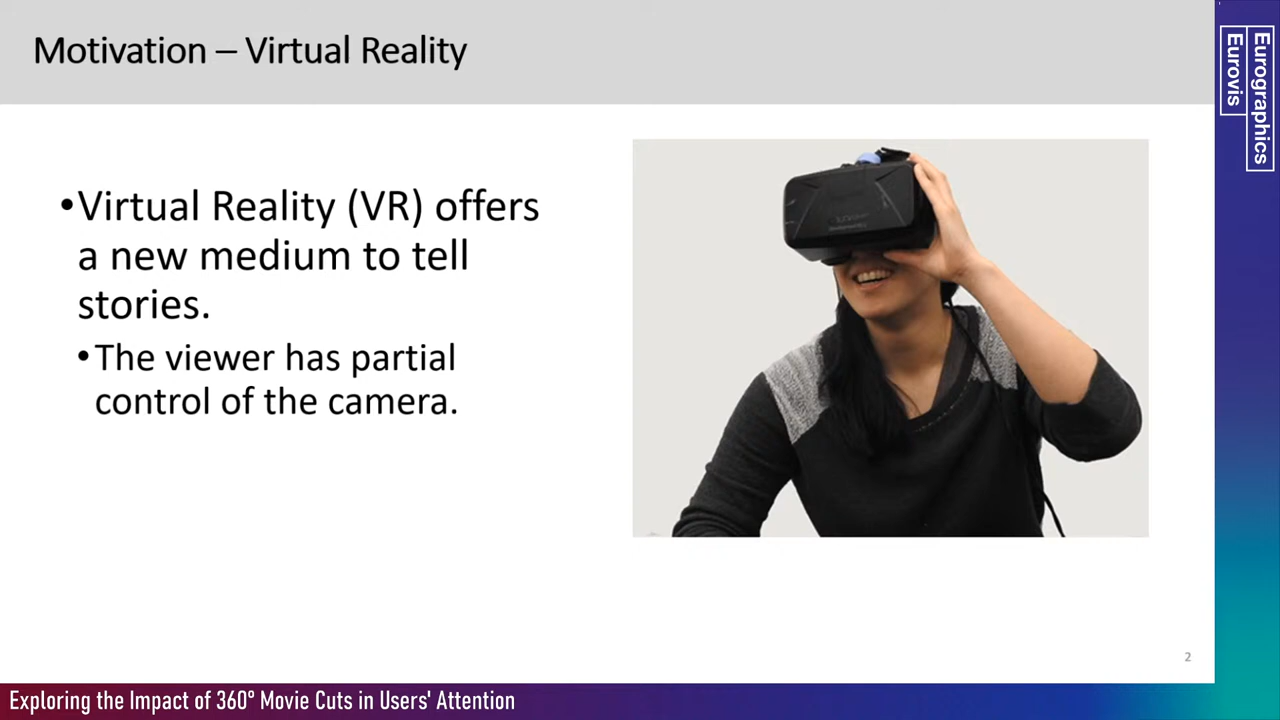 Motivation – Virtual Reality
•Virtual Reality (VR) offers
a new medium to tell
stories.
•The viewer has partial
control of the camera.
2
Eurographics
Eurovis
Exploring the Impact of 360° Movie Cuts in Users' Attention